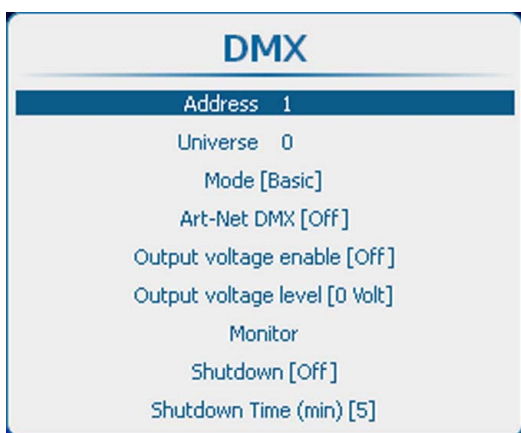 DMX
Address 1
Universe 0
Mode [Basic]
Art-Net DMX [Off]
Output voltage enable [Off]
Output voltage level [0 Volt]
Monitor
Shutdown [Off]
Shutdown Time (min) [5]